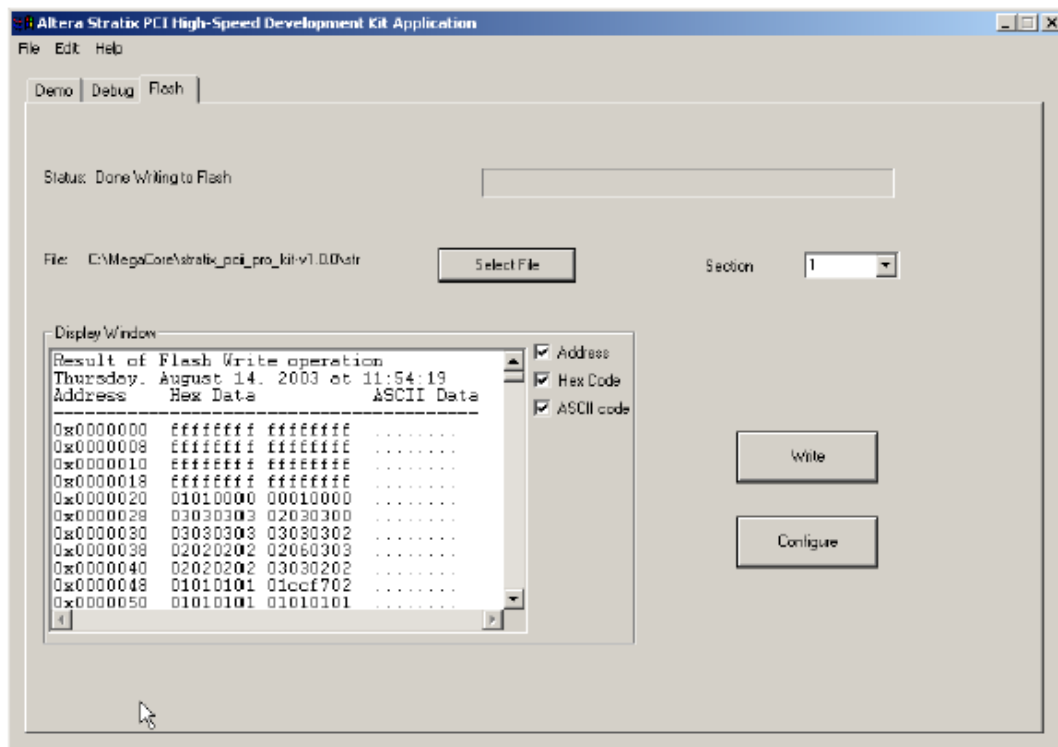 Altera Stratix PCI High-Speed Development Kit Application
File Edit Help
Demo Debug Flash
Status: Done Writing to Flash
File: C:\MegaCore\stratix_pcii_pro_kit-v1.0.0\str Select File Section 1
Display Window
Result of Flash Write operation
Thursday, August 14, 2003 at 11:54:19
Address Hex Data ASCII Data
------------------------------------------
0x0000000 ffffffff ffffffff ........
0x0000008 ffffffff ffffffff ........
0x0000010 ffffffff ffffffff ........
0x0000018 ffffffff ffffffff ........
0x0000020 01010000 00010000 ........
0x0000028 03030303 02030300 ........
0x0000030 03030303 03030302 ........
0x0000038 02020202 02060303 ........
0x0000040 02020202 03030202 ........
0x0000048 01010101 01ccf702 ........
0x0000050 01010101 01010101 ........
Address
Hex Code
ASCII code
Write
Configure